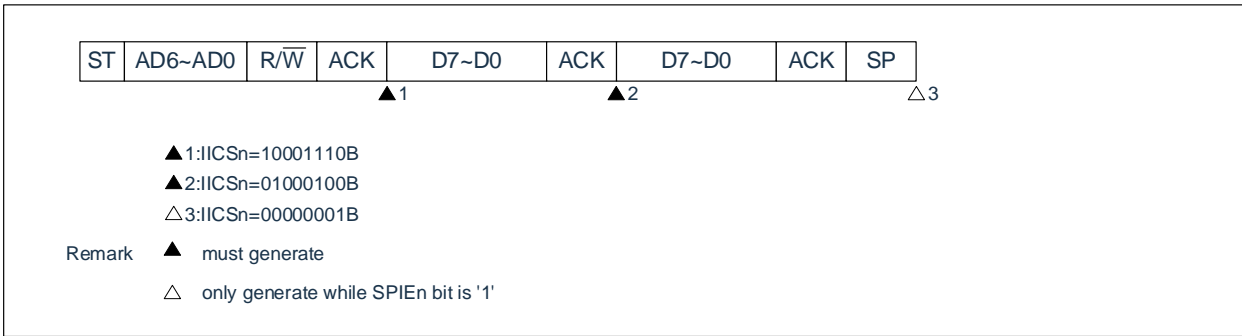 ST AD6~AD0 R/W̅ ACK D7~D0 ACK D7~D0 ACK SP
▲1 ▲2 △3
▲1:IICSn=10001110B
▲2:IICSn=01000100B
△3:IICSn=00000001B
Remark ▲ must generate
△ only generate while SPIEn bit is '1'